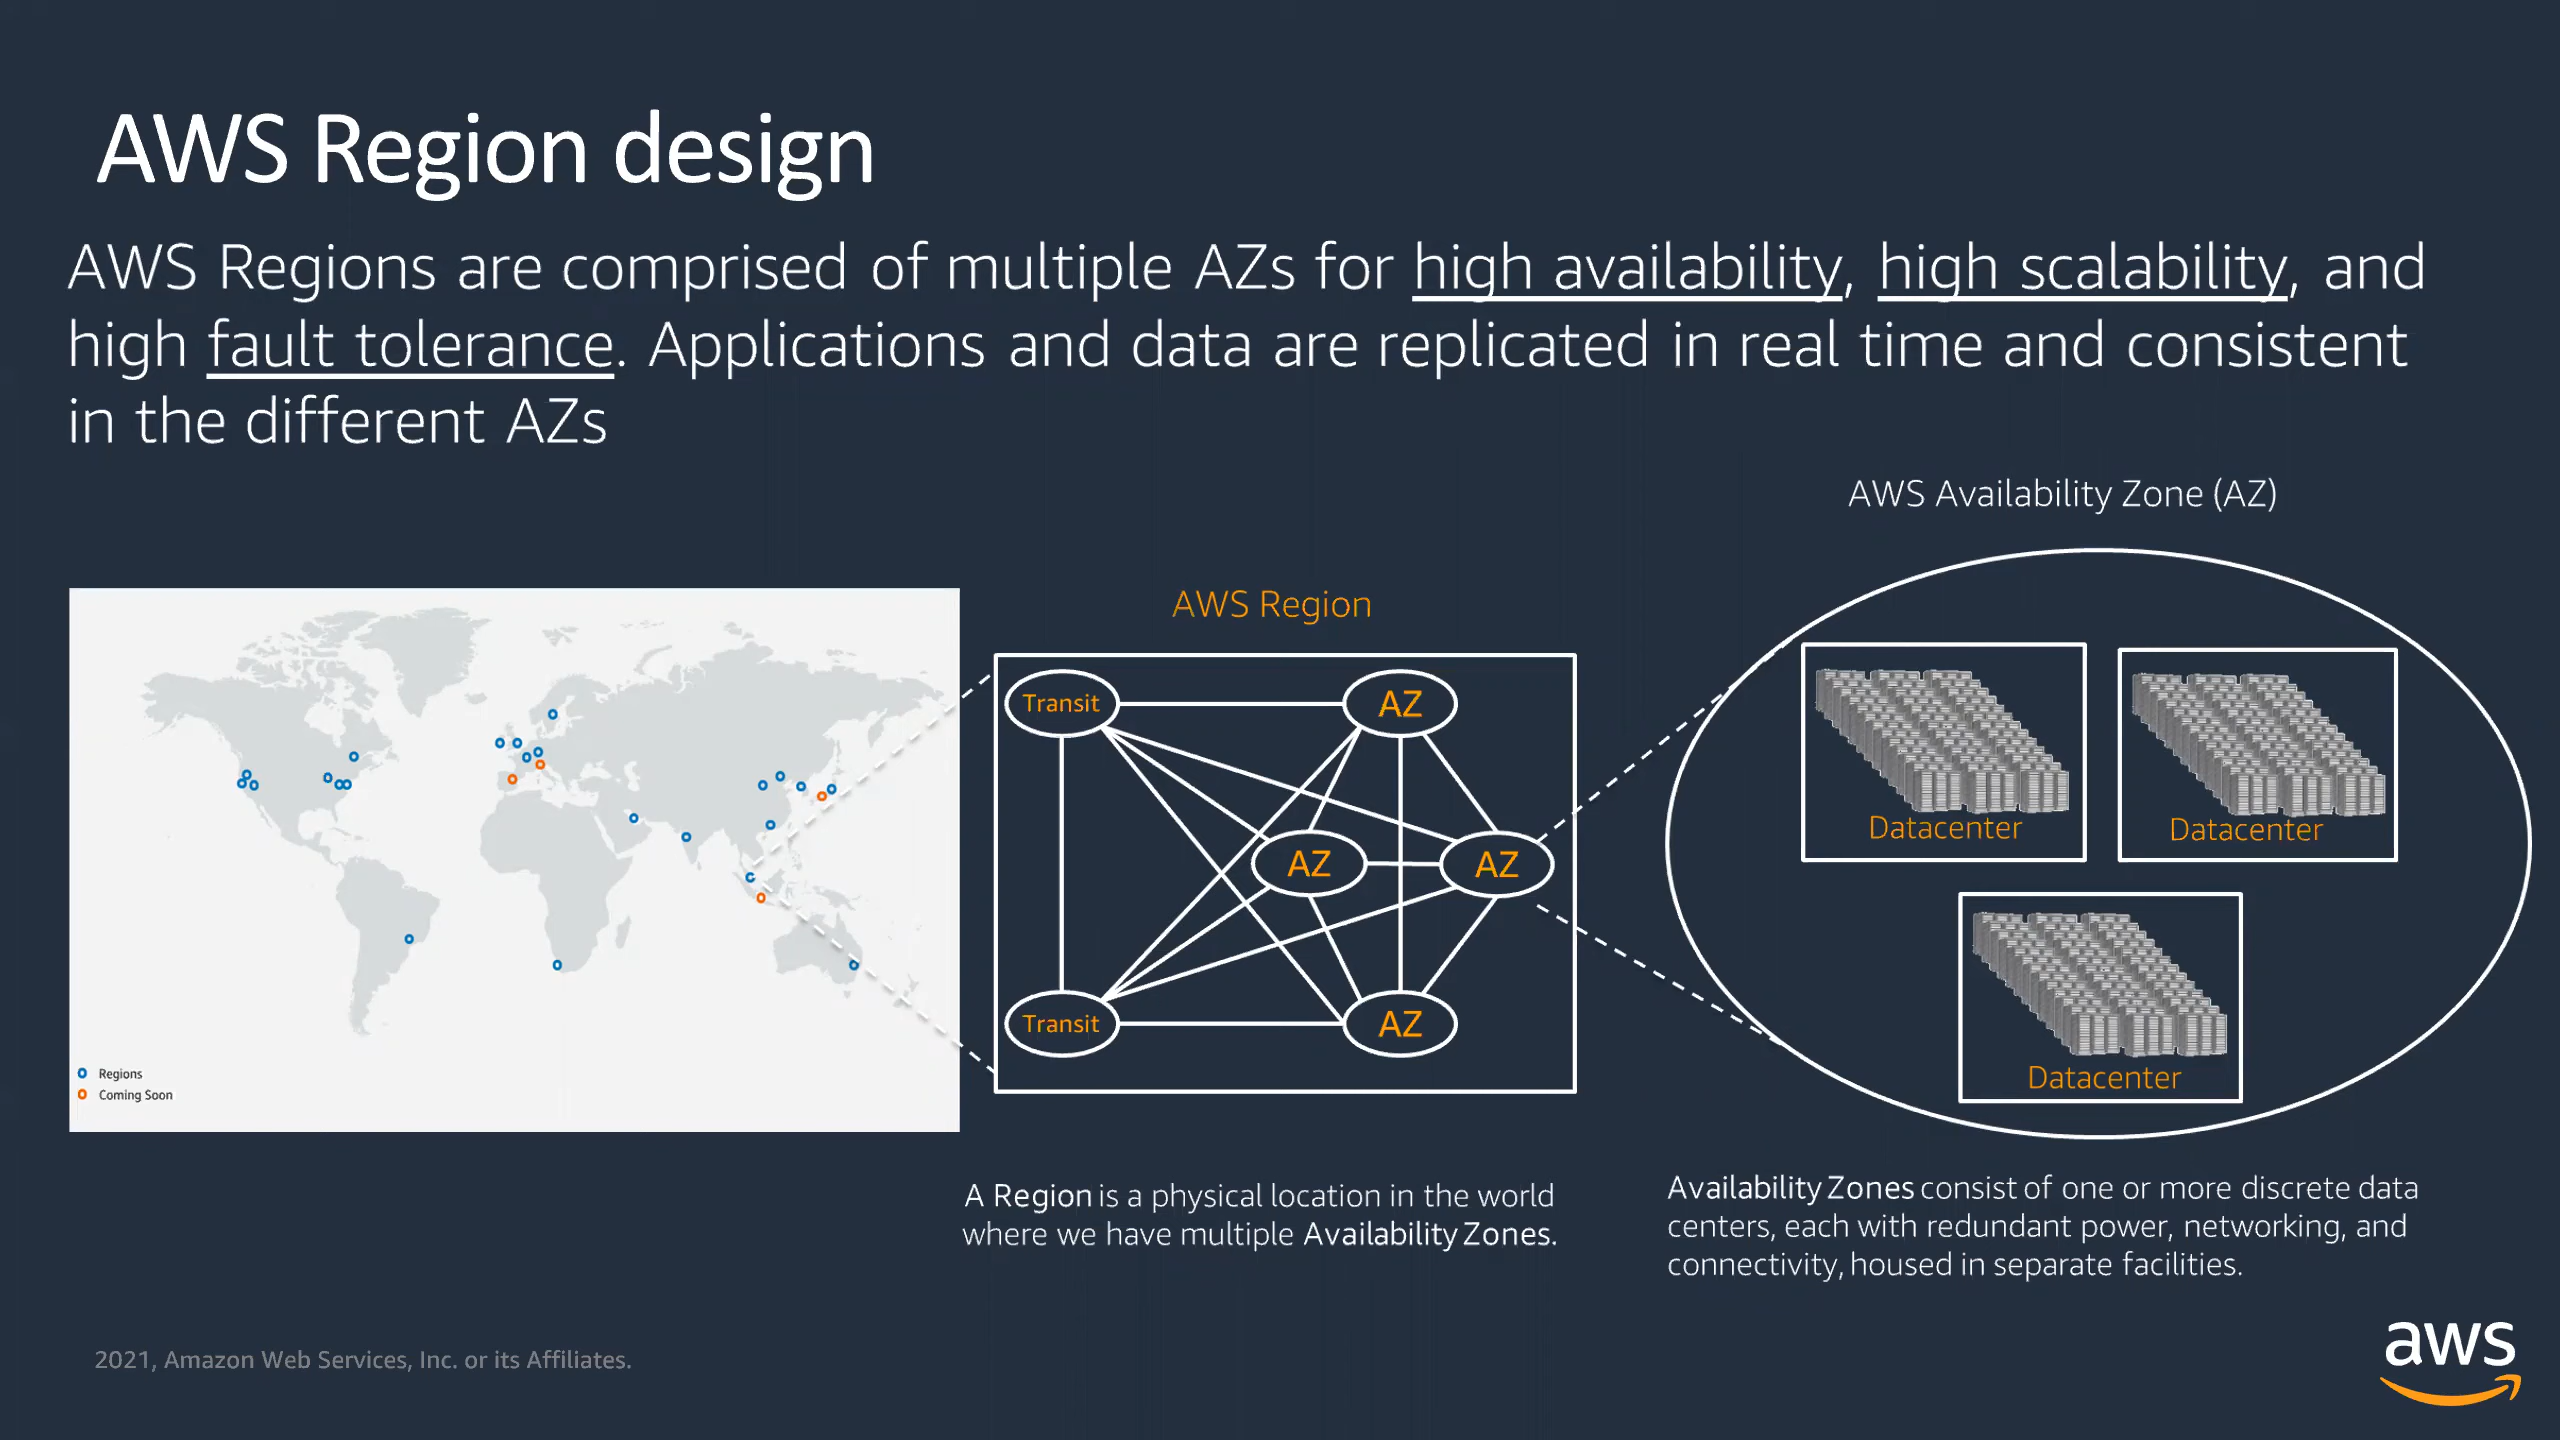 AWS Region design
AWS Regions are comprised of multiple AZs for high availability, high scalability, and
high fault tolerance. Applications and data are replicated in real time and consistent
in the different AZs
AWS Availability Zone (AZ)
AWS Region
Transit
AZ
AZ
AZ
Transit
AZ
Datacenter
Datacenter
Datacenter
Regions
Coming Soon
A Region is a physical location in the world
where we have multiple Availability Zones.
Availability Zones consist of one or more discrete data
centers, each with redundant power, networking, and
connectivity, housed in separate facilities.
2021, Amazon Web Services, Inc. or its Affiliates.
aws